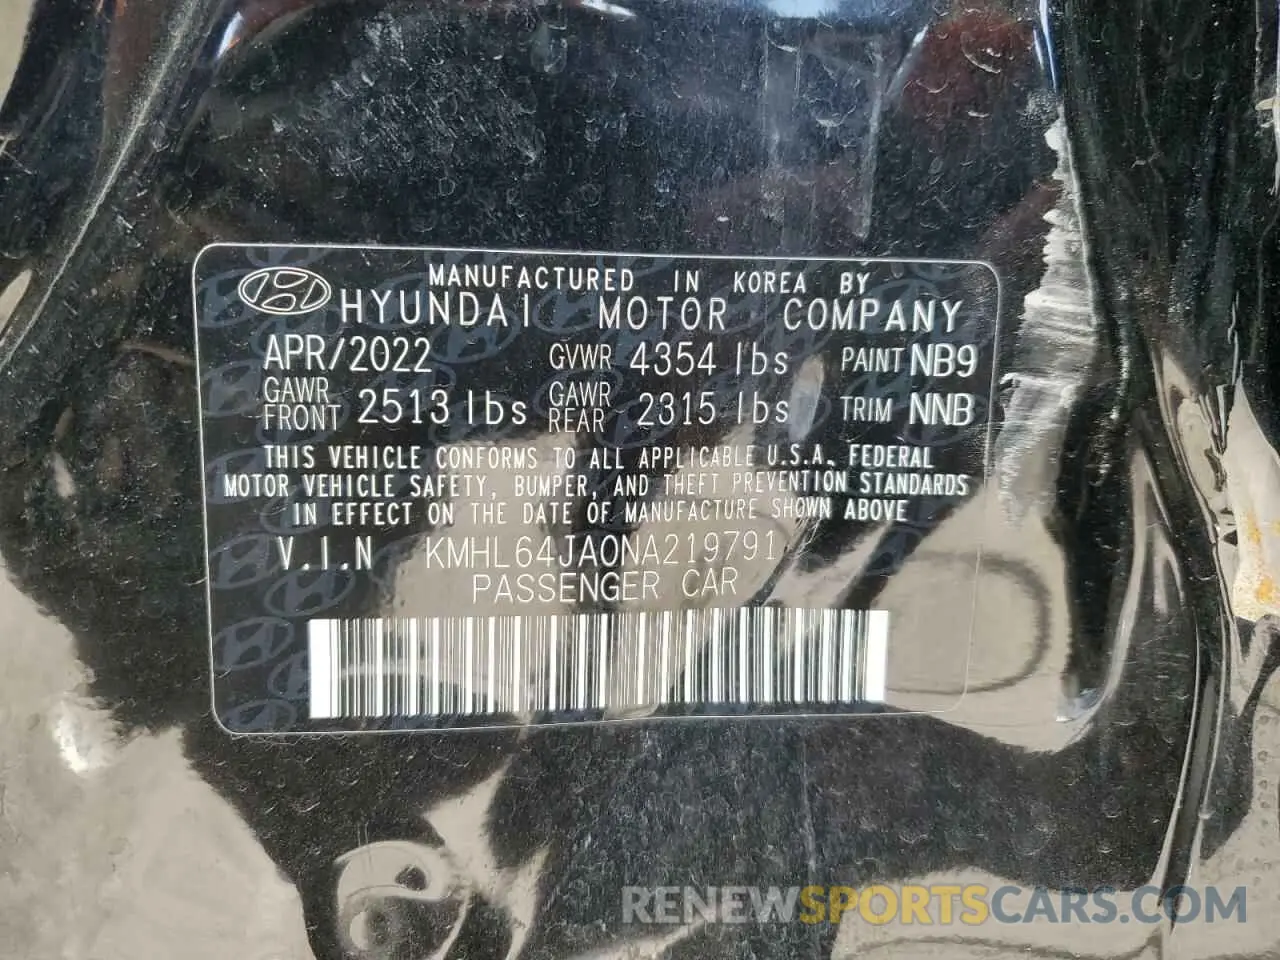 MANUFACTURED IN KOREA BY
HYUNDAI MOTOR COMPANY
APR/2022 GVWR 4354 lbs PAINT NB9
GAWR FRONT 2513 lbs GAWR REAR 2315 lbs TRIM NNB
THIS VEHICLE CONFORMS TO ALL APPLICABLE U.S.A. FEDERAL
MOTOR VEHICLE SAFETY, BUMPER, AND THEFT PREVENTION STANDARDS
IN EFFECT ON THE DATE OF MANUFACTURE SHOWN ABOVE
V.I.N KMHL64JA0NA219791
PASSENGER CAR
RENEWSPORTSCARS.COM